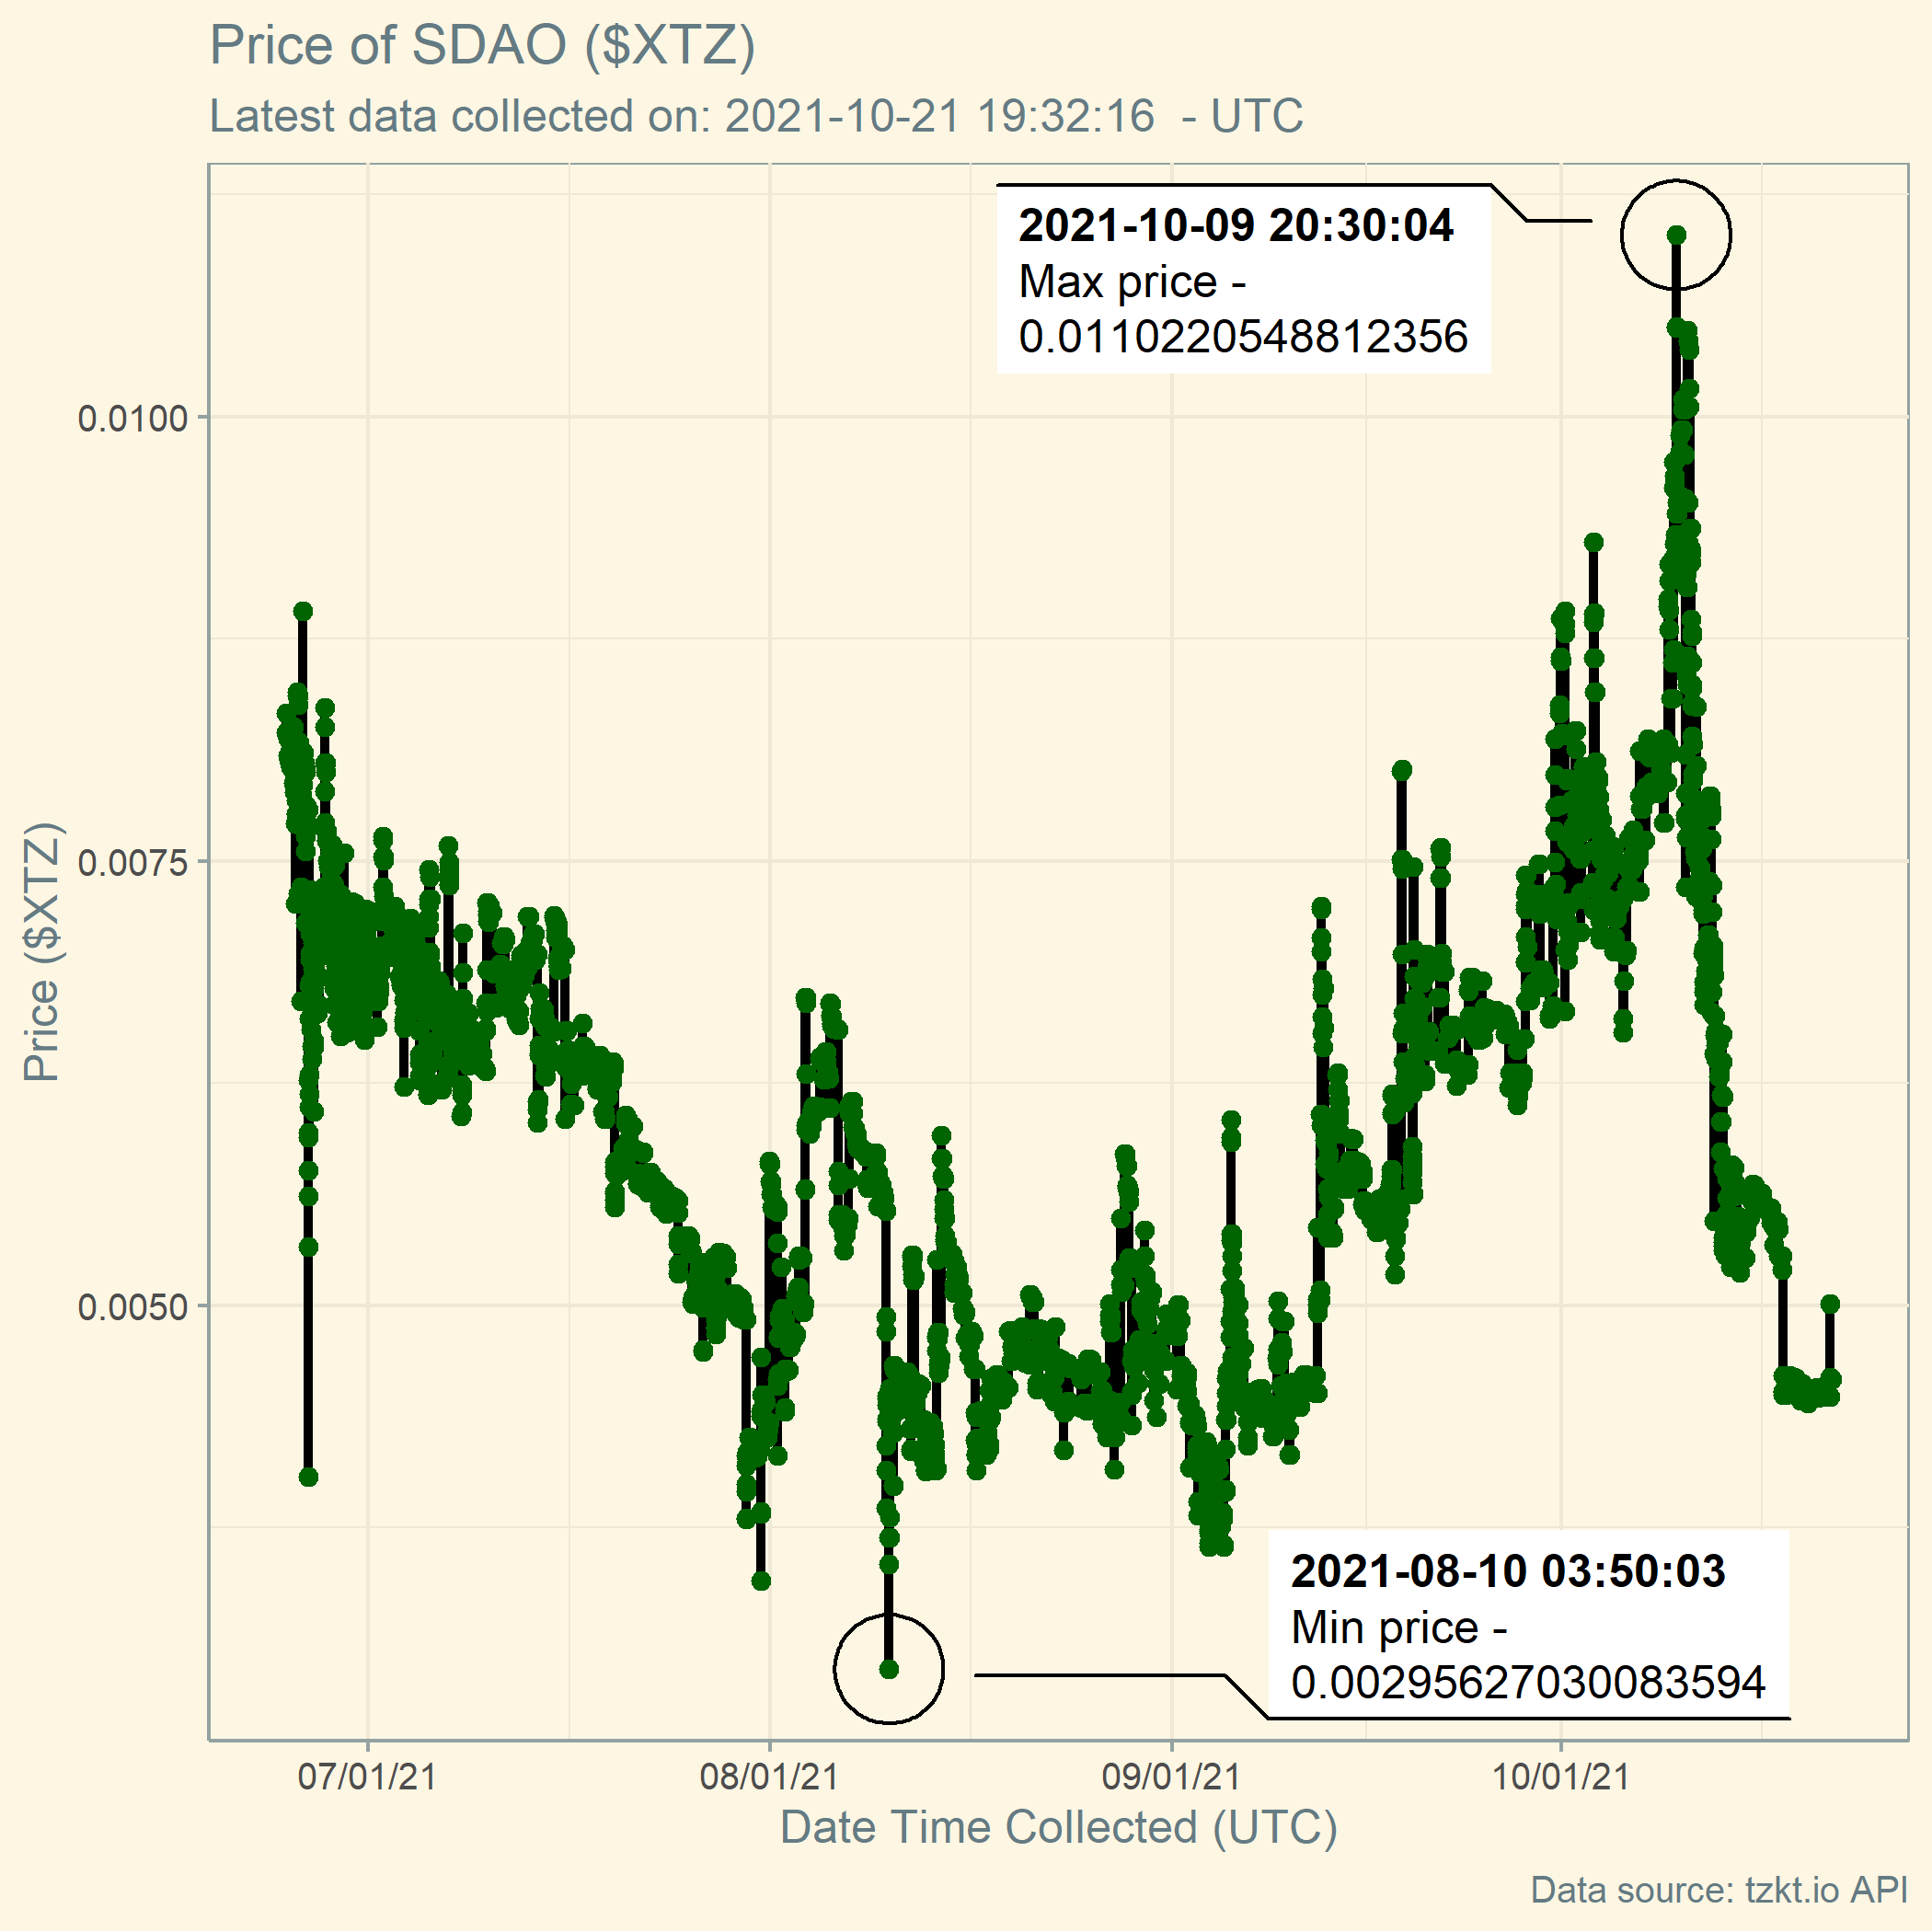 Price of SDAO ($XTZ)
Latest data collected on: 2021-10-21 19:32:16  - UTC
2021-10-09 20:30:04
Max price -
0.0110220548812356
0.0100
0.0075
0.0050
Price ($XTZ)
2021-08-10 03:50:03
Min price -
0.00295627030083594
07/01/21
08/01/21
09/01/21
10/01/21
Date Time Collected (UTC)
Data source: tzkt.io API